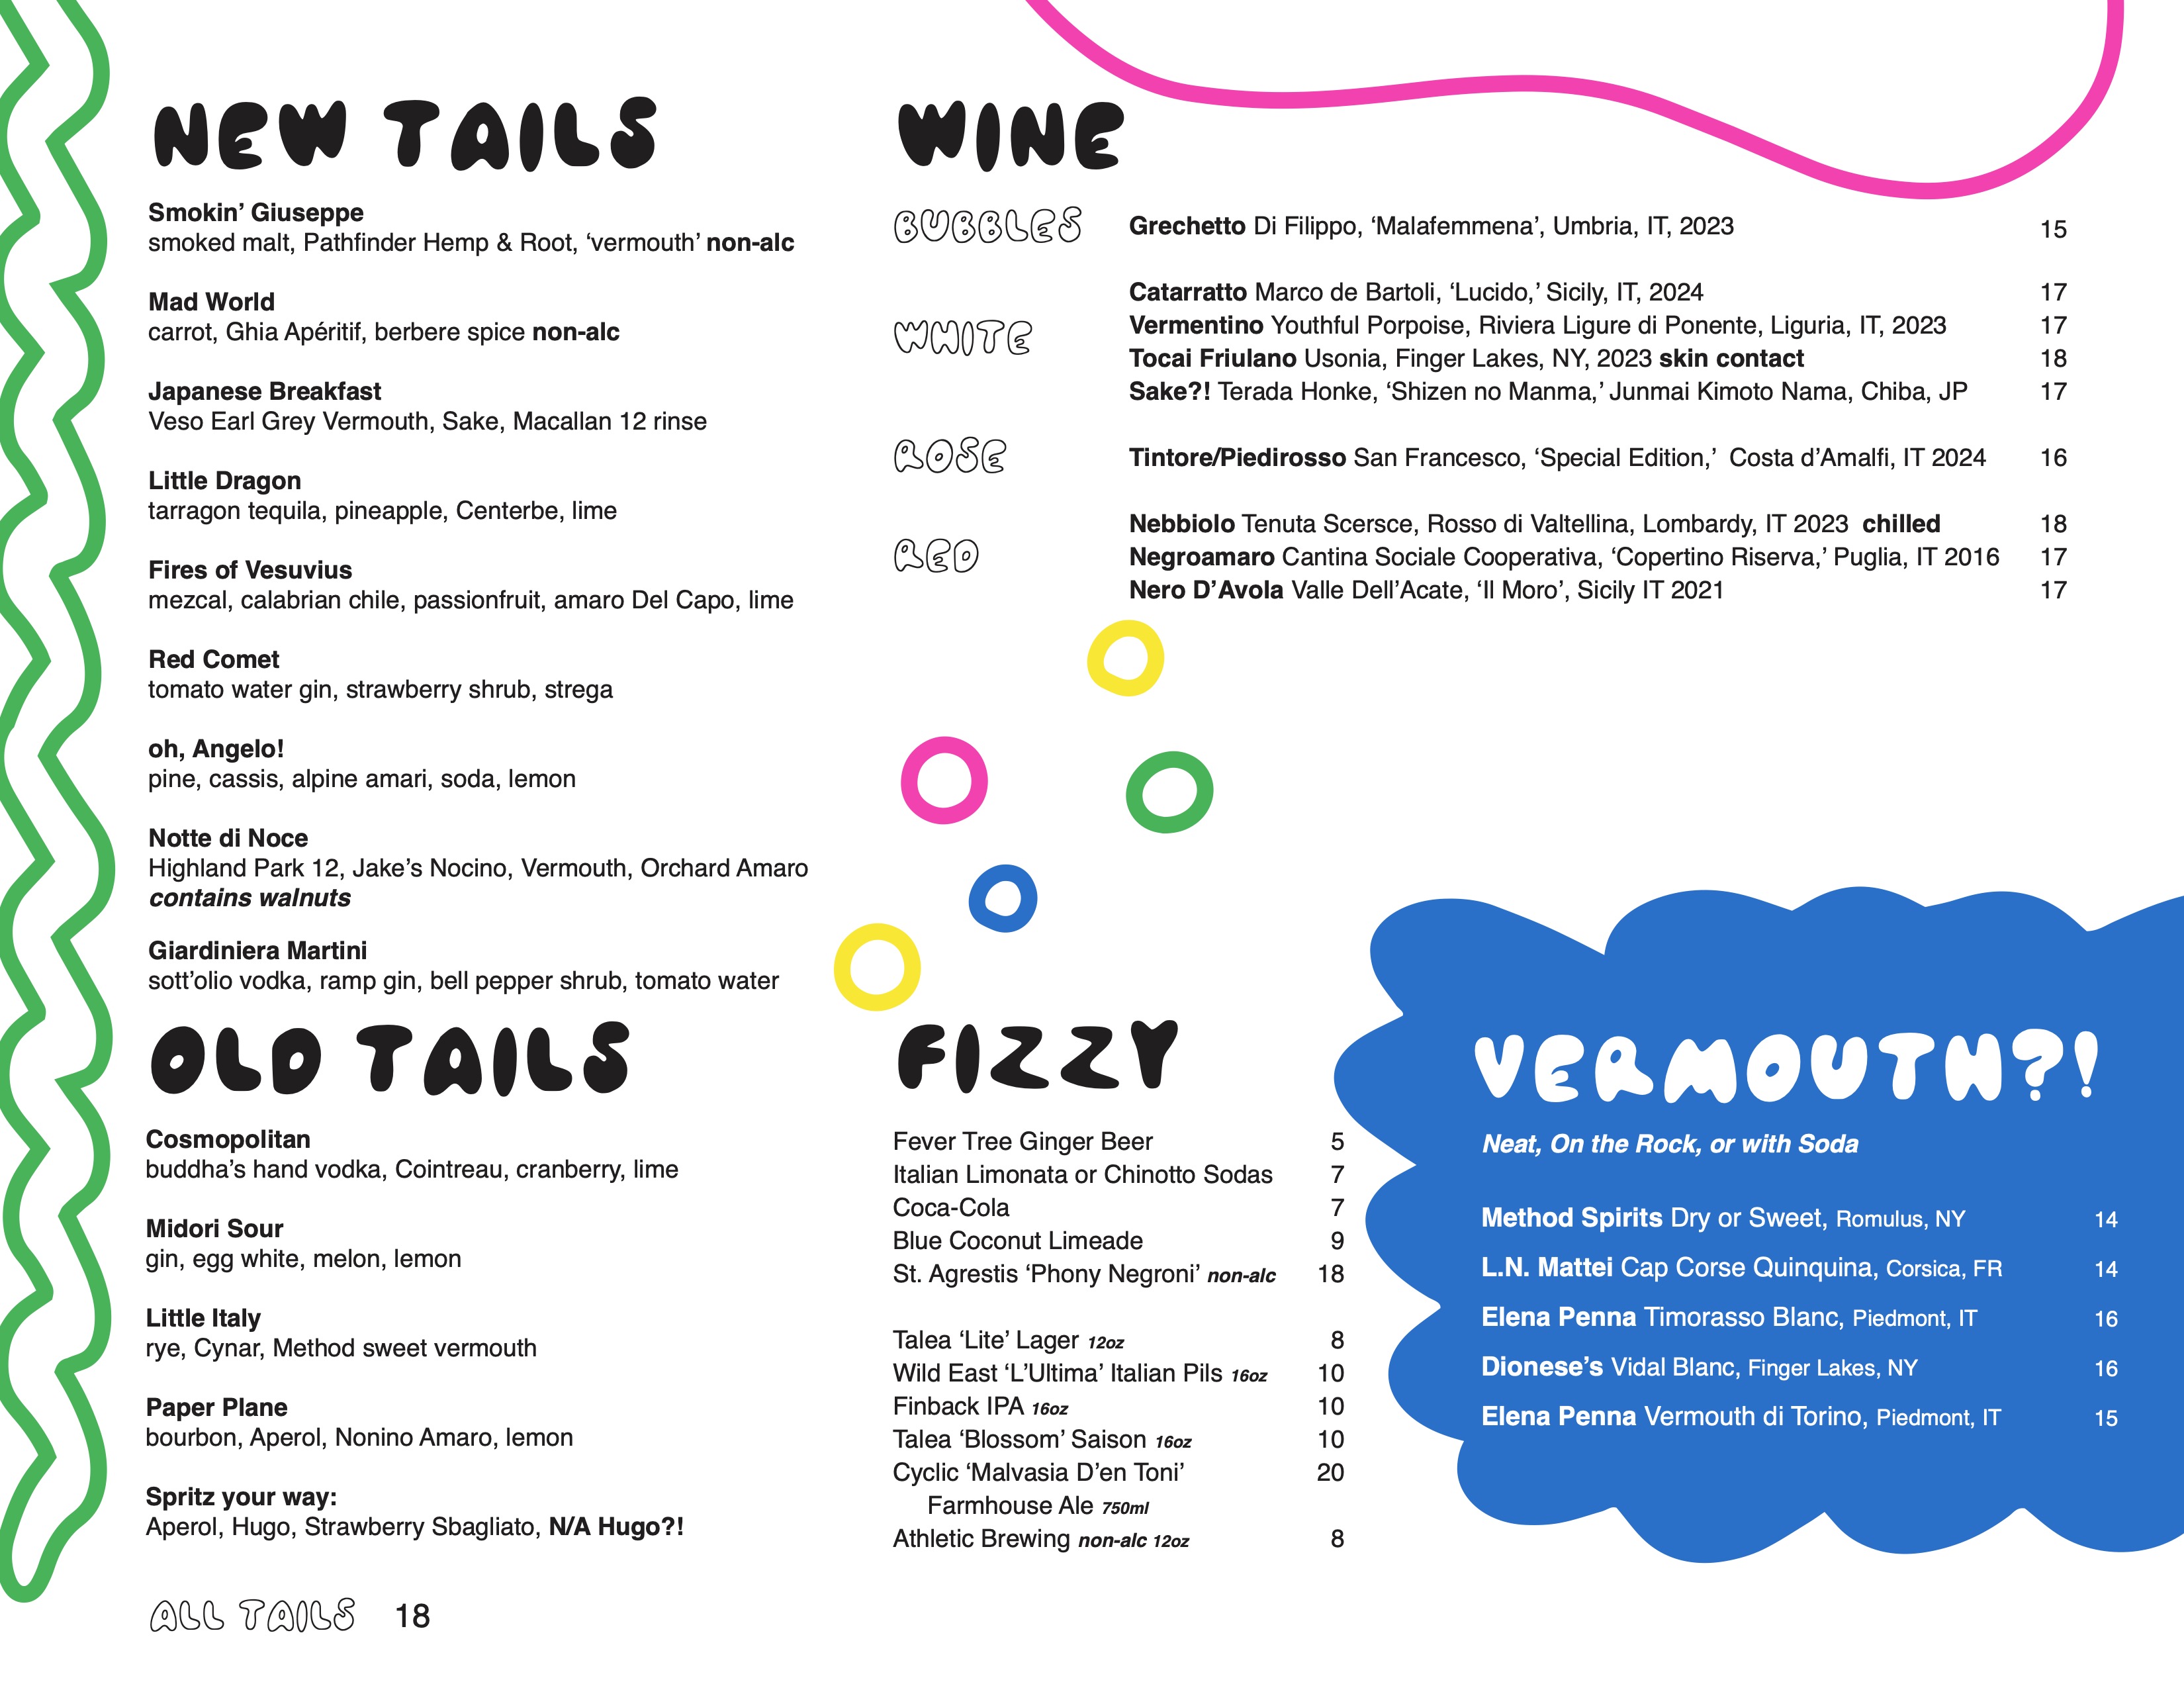 NEW TAILS
Smokin’ Giuseppe
smoked malt, Pathfinder Hemp & Root, ‘vermouth’ non-alc
Mad World
carrot, Ghia Apéritif, berbere spice non-alc
Japanese Breakfast
Veso Earl Grey Vermouth, Sake, Macallan 12 rinse
Little Dragon
tarragon tequila, pineapple, Centerbe, lime
Fires of Vesuvius
mezcal, calabrian chile, passionfruit, amaro Del Capo, lime
Red Comet
tomato water gin, strawberry shrub, strega
oh, Angelo!
pine, cassis, alpine amari, soda, lemon
Notte di Noce
Highland Park 12, Jake’s Nocino, Vermouth, Orchard Amaro
contains walnuts
Giardiniera Martini
sott’olio vodka, ramp gin, bell pepper shrub, tomato water
OLD TAILS
Cosmopolitan
buddha’s hand vodka, Cointreau, cranberry, lime
Midori Sour
gin, egg white, melon, lemon
Little Italy
rye, Cynar, Method sweet vermouth
Paper Plane
bourbon, Aperol, Nonino Amaro, lemon
Spritz your way:
Aperol, Hugo, Strawberry Sbagliato, N/A Hugo?!
ALL TAILS 18
WINE
BUBBLES
Grechetto Di Filippo, ‘Malafemmena’, Umbria, IT, 2023 15
WHITE
Catarratto Marco de Bartoli, ‘Lucido,’ Sicily, IT, 2024 17
Vermentino Youthful Porpoise, Riviera Ligure di Ponente, Liguria, IT, 2023 17
Tocai Friulano Usonia, Finger Lakes, NY, 2023 skin contact 18
Sake?! Terada Honke, ‘Shizen no Manma,’ Junmai Kimoto Nama, Chiba, JP 17
ROSE
Tintore/Piedirosso San Francesco, ‘Special Edition,’ Costa d’Amalfi, IT 2024 16
RED
Nebbiolo Tenuta Scersce, Rosso di Valtellina, Lombardy, IT 2023 chilled 18
Negroamaro Cantina Sociale Cooperativa, ‘Copertino Riserva,’ Puglia, IT 2016 17
Nero D’Avola Valle Dell’Acate, ‘Il Moro’, Sicily IT 2021 17
FIZZY
Fever Tree Ginger Beer 5
Italian Limonata or Chinotto Sodas 7
Coca-Cola 7
Blue Coconut Limeade 9
St. Agrestis ‘Phony Negroni’ non-alc 18
Talea ‘Lite’ Lager 12oz 8
Wild East ‘L’Ultima’ Italian Pils 16oz 10
Finback IPA 16oz 10
Talea ‘Blossom’ Saison 16oz 10
Cyclic ‘Malvasia D’en Toni’ 20
Farmhouse Ale 750ml
Athletic Brewing non-alc 12oz 8
VERMOUTH?!
Neat, On the Rock, or with Soda
Method Spirits Dry or Sweet, Romulus, NY 14
L.N. Mattei Cap Corse Quinquina, Corsica, FR 14
Elena Penna Timorasso Blanc, Piedmont, IT 16
Dionese’s Vidal Blanc, Finger Lakes, NY 16
Elena Penna Vermouth di Torino, Piedmont, IT 15